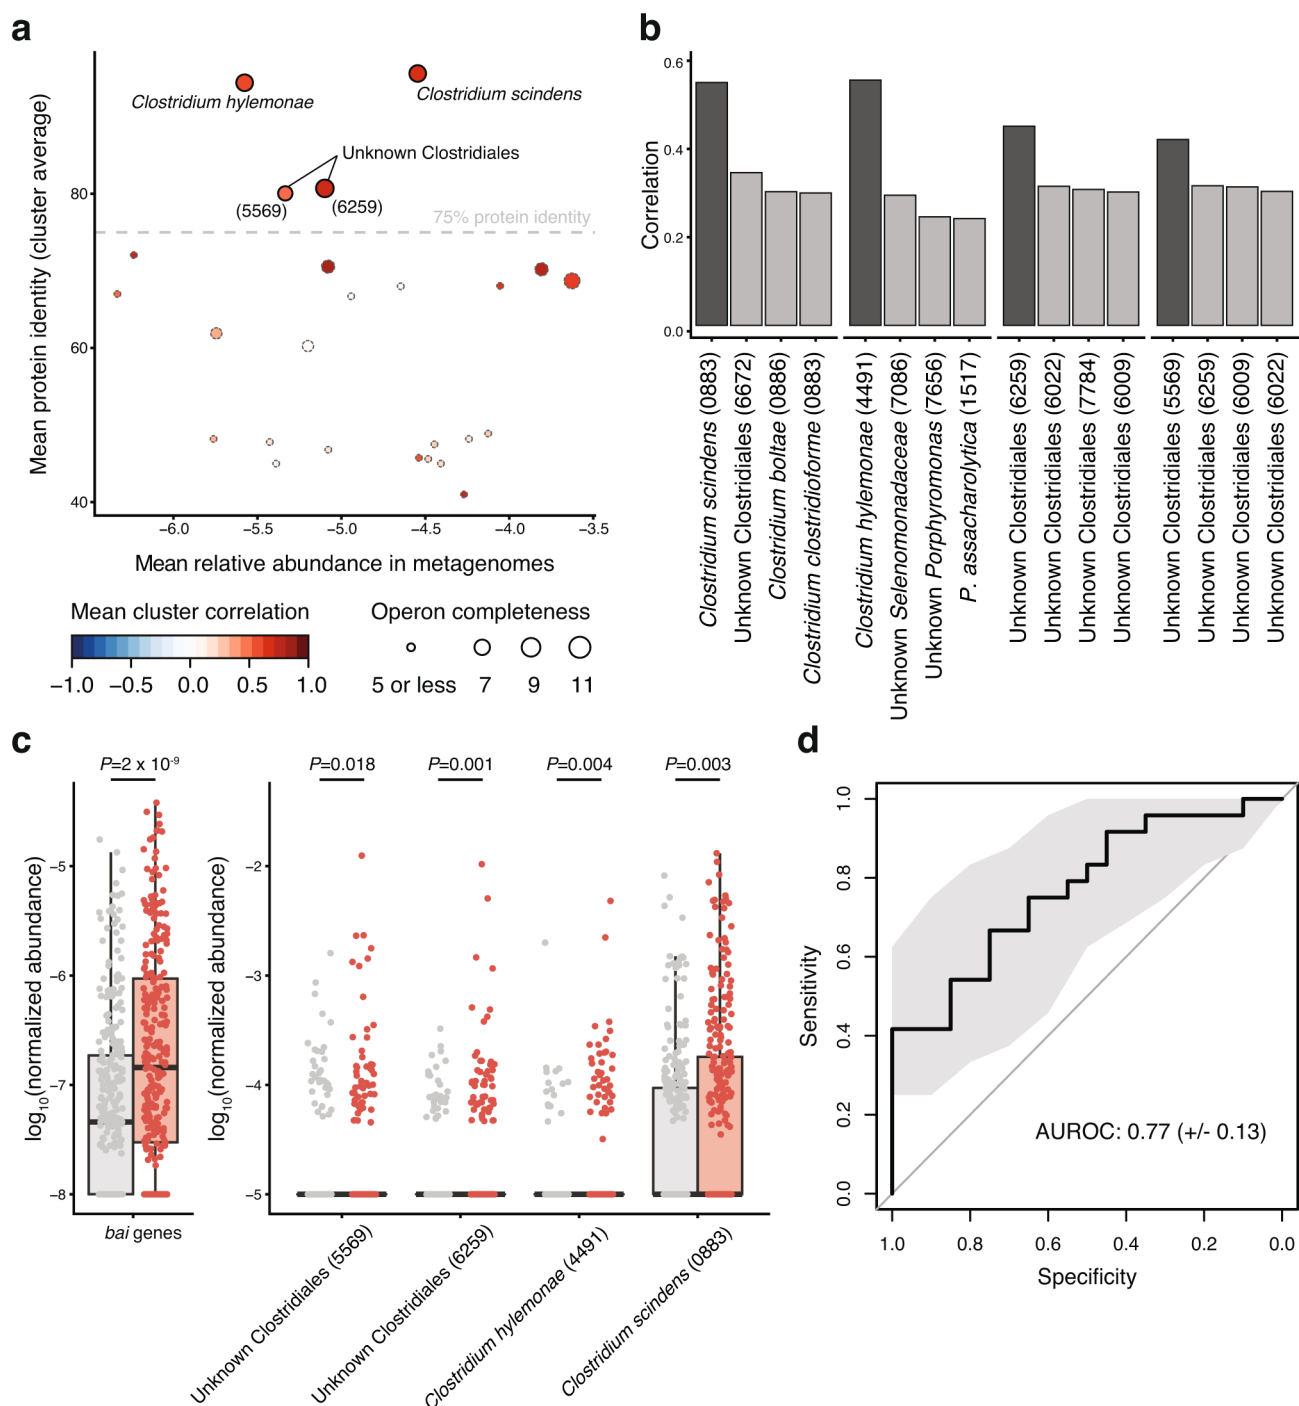 a
Mean protein identity (cluster average)
80
60
40
Clostridium hylemonae
Clostridium scindens
Unknown Clostridiales
(5569)
(6259)
75% protein identity
−6.0
−5.5
−5.0
−4.5
−4.0
−3.5
Mean relative abundance in metagenomes
Mean cluster correlation
−1.0
−0.5
0.0
0.5
1.0
Operon completeness
5 or less
7
9
11
b
Correlation
0.6
0.4
0.2
0.0
Clostridium scindens (0883)
Unknown Clostridiales (6672)
Clostridium boltae (0886)
Clostridium clostridioforme (0883)
Clostridium hylemonae (4491)
Unknown Selenomonadaceae (7086)
Unknown Porphyromonas (7656)
P. assacharolytica (1517)
Unknown Clostridiales (6259)
Unknown Clostridiales (6022)
Unknown Clostridiales (7784)
Unknown Clostridiales (6009)
Unknown Clostridiales (5569)
Unknown Clostridiales (6259)
Unknown Clostridiales (6009)
Unknown Clostridiales (6022)
c
P=2 x 10-9
log10(normalized abundance)
−5
−6
−7
−8
bai genes
P=0.018
P=0.001
P=0.004
P=0.003
log10(normalized abundance)
−2
−3
−4
−5
Unknown Clostridiales (5569)
Unknown Clostridiales (6259)
Clostridium hylemonae (4491)
Clostridium scindens (0883)
d
Sensitivity
1.0
0.8
0.6
0.4
0.2
0.0
AUROC: 0.77 (+/- 0.13)
1.0
0.8
0.6
0.4
0.2
0.0
Specificity